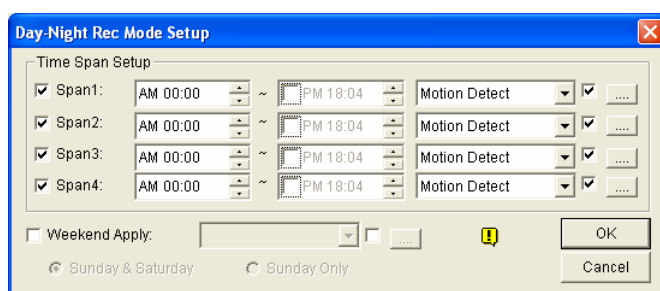 Day-Night Rec Mode Setup
Time Span Setup
Span1: AM 00:00 ~ PM 18:04 Motion Detect ....
Span2: AM 00:00 ~ PM 18:04 Motion Detect ....
Span3: AM 00:00 ~ PM 18:04 Motion Detect ....
Span4: AM 00:00 ~ PM 18:04 Motion Detect ....
Weekend Apply: .... ! OK
Sunday & Saturday Sunday Only Cancel